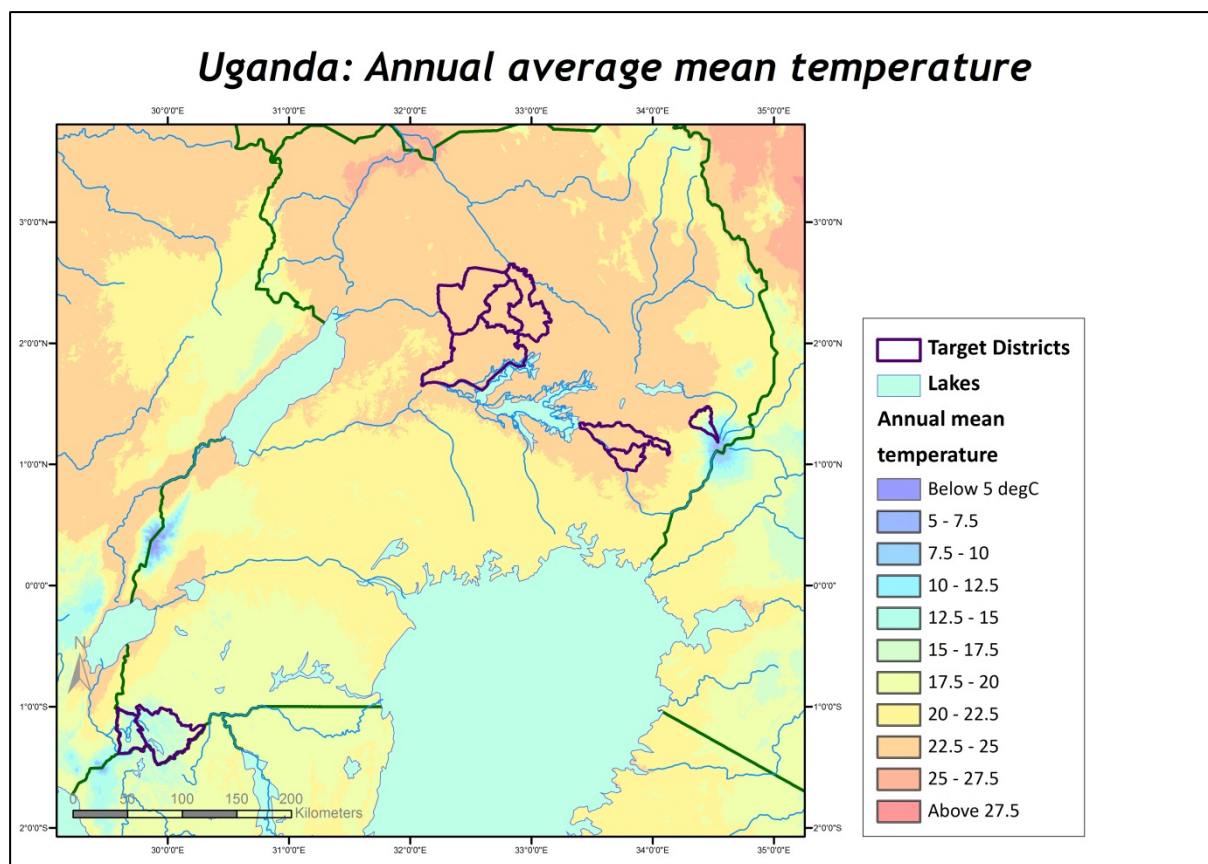 Uganda: Annual average mean temperature
30°0'0"E 31°0'0"E 32°0'0"E 33°0'0"E 34°0'0"E 35°0'0"E
3°0'0"N 3°0'0"N
2°0'0"N 2°0'0"N
1°0'0"N 1°0'0"N
0°0'0" 0°0'0"
N
1°0'0"S 1°0'0"S
2°0'0"S 2°0'0"S
0 50 100 150 200
Kilometers
30°0'0"E 31°0'0"E 32°0'0"E 33°0'0"E 34°0'0"E 35°0'0"E
Target Districts
Lakes
Annual mean
temperature
Below 5 degC
5 - 7.5
7.5 - 10
10 - 12.5
12.5 - 15
15 - 17.5
17.5 - 20
20 - 22.5
22.5 - 25
25 - 27.5
Above 27.5